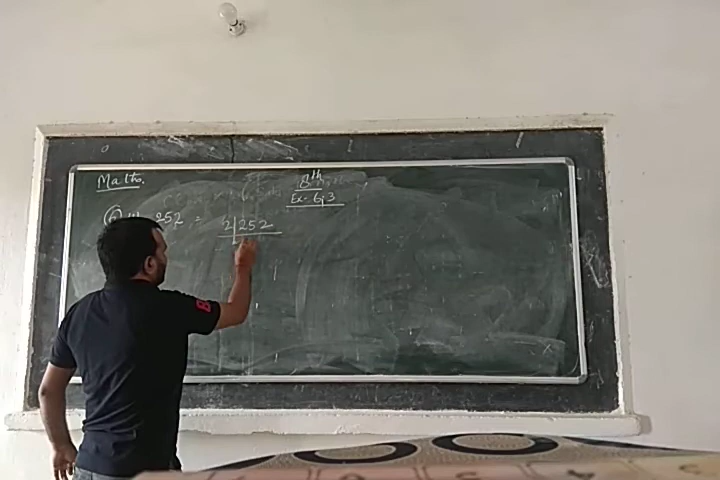 Maths.
8th
Ex-6.3
252 = 2 | 252